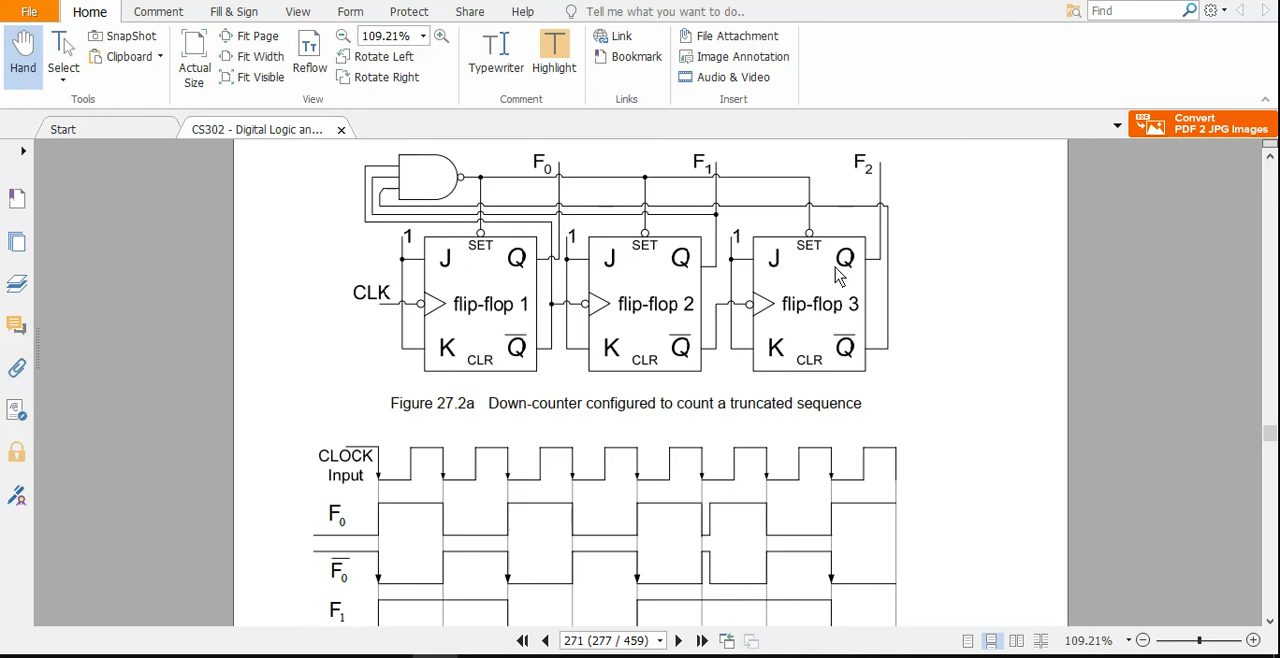 File Home Comment Fill & Sign View Form Protect Share Help Tell me what you want to do.. Find
Hand
Select
SnapShot
Clipboard
Tools
Actual Size
Fit Page
Fit Width
Fit Visible
Reflow
109.21%
Rotate Left
Rotate Right
View
Typewriter
Highlight
Comment
Link
Bookmark
Links
File Attachment
Image Annotation
Audio & Video
Insert
Start
CS302 - Digital Logic an...
Convert
PDF 2 JPG Images
F0 F1 F2
1 1 1
SET SET SET
J Q J Q J Q
CLK flip-flop 1 flip-flop 2 flip-flop 3
K Q̅ K Q̅ K Q̅
CLR CLR CLR
Figure 27.2a Down-counter configured to count a truncated sequence
CLOCK
Input
F0
F̅0
F1
271 (277 / 459)
109.21%